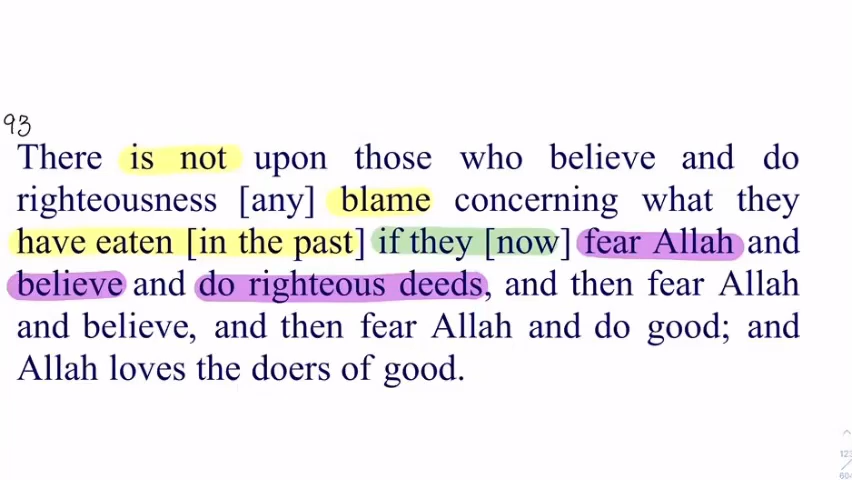 93
There is not upon those who believe and do
righteousness [any] blame concerning what they
have eaten [in the past] if they [now] fear Allah and
believe and do righteous deeds, and then fear Allah
and believe, and then fear Allah and do good; and
Allah loves the doers of good.